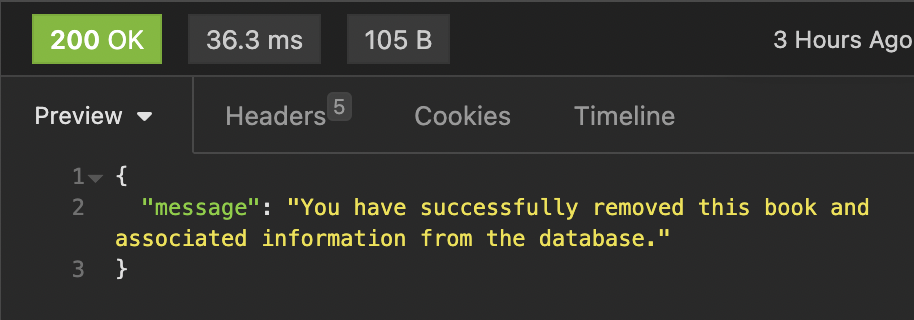 200 OK 36.3 ms 105 B 3 Hours Ago
Preview Headers 5 Cookies Timeline
1 {
2 "message": "You have successfully removed this book and
associated information from the database."
3 }